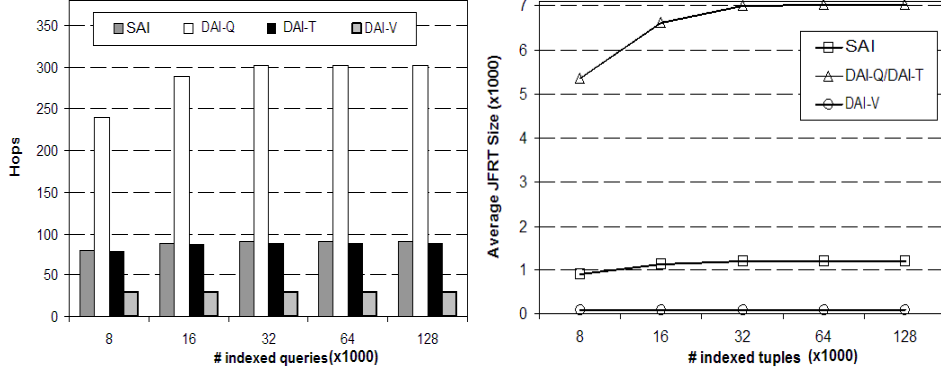 350
300
250
200
150
100
50
0
Hops
SAI
DAI-Q
DAI-T
DAI-V
8
16
32
64
128
# indexed queries(x1000)
7
6
5
4
3
2
1
0
Average JFRT Size (x1000)
SAI
DAI-Q/DAI-T
DAI-V
8
16
32
64
128
# indexed tuples (x1000)